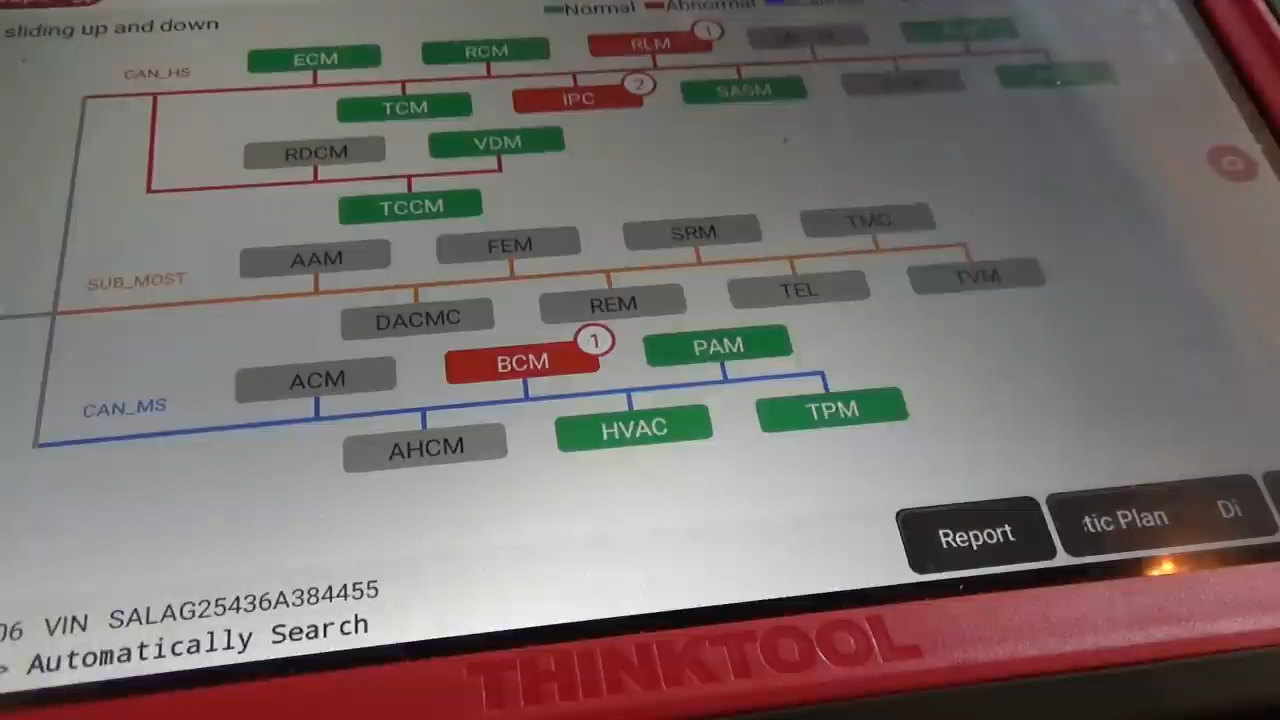 sliding up and down
Normal Abnormal
ECM RCM RLM 1
CAN_HS
TCM IPC 2 SASM
RDCM VDM
TCCM
AAM FEM SRM TMC
SUB_MOST
DACMC REM TEL TVM
ACM BCM 1 PAM
CAN_MS
AHCM HVAC TPM
Report tic Plan Di
06 VIN SALAG25436A384455
> Automatically Search
THINKTOOL